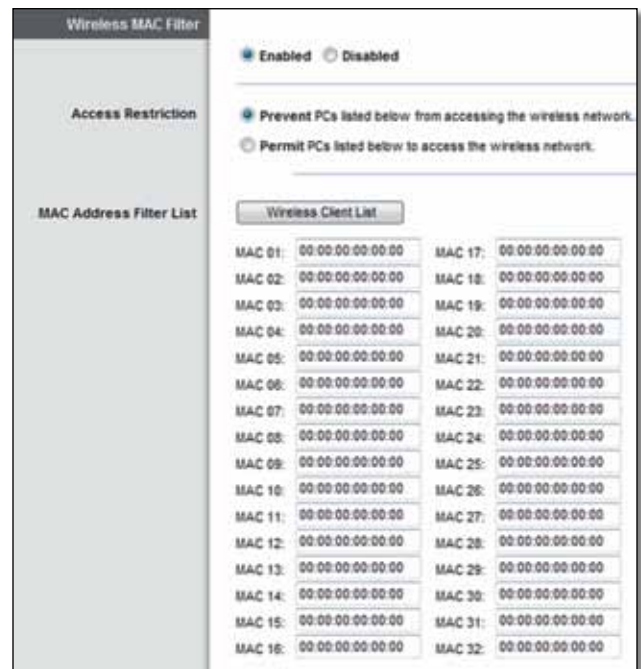 Wireless MAC Filter
Enabled Disabled
Access Restriction
Prevent PCs listed below from accessing the wireless network.
Permit PCs listed below to access the wireless network.
MAC Address Filter List
Wireless Client List
MAC 01: 00:00:00:00:00:00 MAC 17: 00:00:00:00:00:00
MAC 02: 00:00:00:00:00:00 MAC 18: 00:00:00:00:00:00
MAC 03: 00:00:00:00:00:00 MAC 19: 00:00:00:00:00:00
MAC 04: 00:00:00:00:00:00 MAC 20: 00:00:00:00:00:00
MAC 05: 00:00:00:00:00:00 MAC 21: 00:00:00:00:00:00
MAC 06: 00:00:00:00:00:00 MAC 22: 00:00:00:00:00:00
MAC 07: 00:00:00:00:00:00 MAC 23: 00:00:00:00:00:00
MAC 08: 00:00:00:00:00:00 MAC 24: 00:00:00:00:00:00
MAC 09: 00:00:00:00:00:00 MAC 25: 00:00:00:00:00:00
MAC 10: 00:00:00:00:00:00 MAC 26: 00:00:00:00:00:00
MAC 11: 00:00:00:00:00:00 MAC 27: 00:00:00:00:00:00
MAC 12: 00:00:00:00:00:00 MAC 28: 00:00:00:00:00:00
MAC 13: 00:00:00:00:00:00 MAC 29: 00:00:00:00:00:00
MAC 14: 00:00:00:00:00:00 MAC 30: 00:00:00:00:00:00
MAC 15: 00:00:00:00:00:00 MAC 31: 00:00:00:00:00:00
MAC 16: 00:00:00:00:00:00 MAC 32: 00:00:00:00:00:00